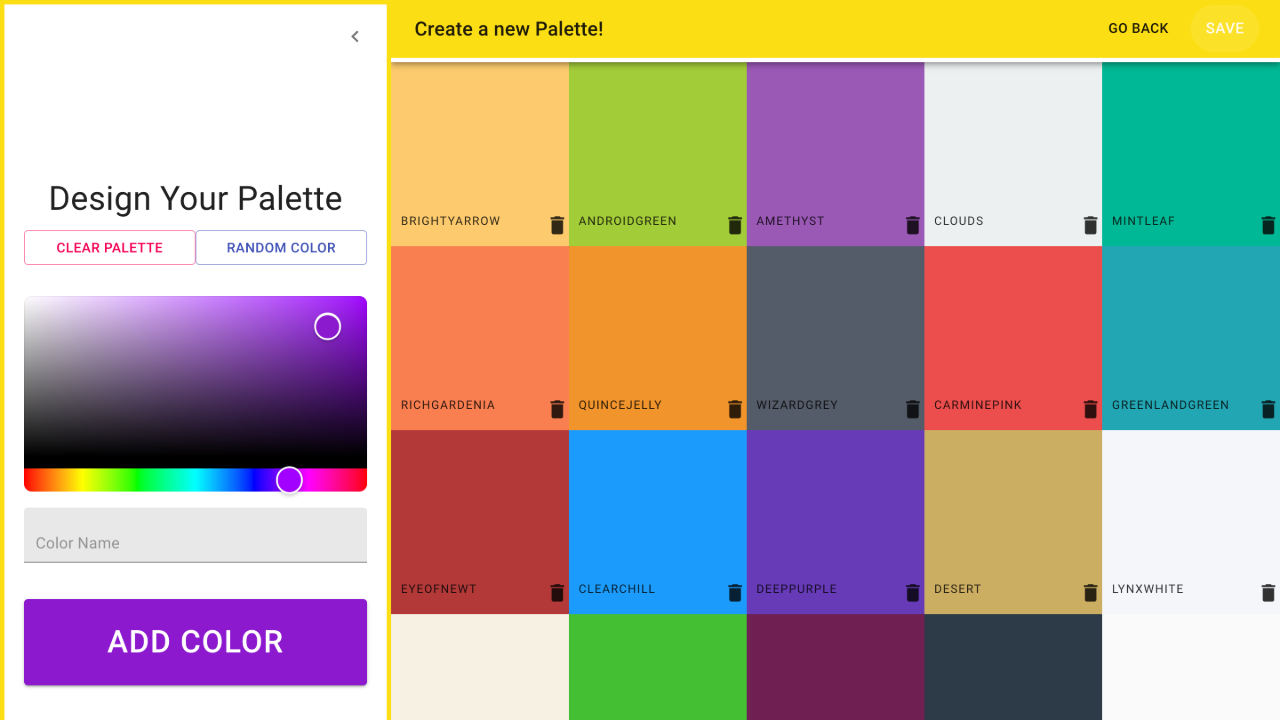 Create a new Palette!
GO BACK
SAVE
Design Your Palette
CLEAR PALETTE
RANDOM COLOR
Color Name
ADD COLOR
BRIGHTYARROW
ANDROIDGREEN
AMETHYST
CLOUDS
MINTLEAF
RICHGARDENIA
QUINCEJELLY
WIZARDGREY
CARMINEPINK
GREENLANDGREEN
EYEOFNEWT
CLEARCHILL
DEEPPURPLE
DESERT
LYNXWHITE